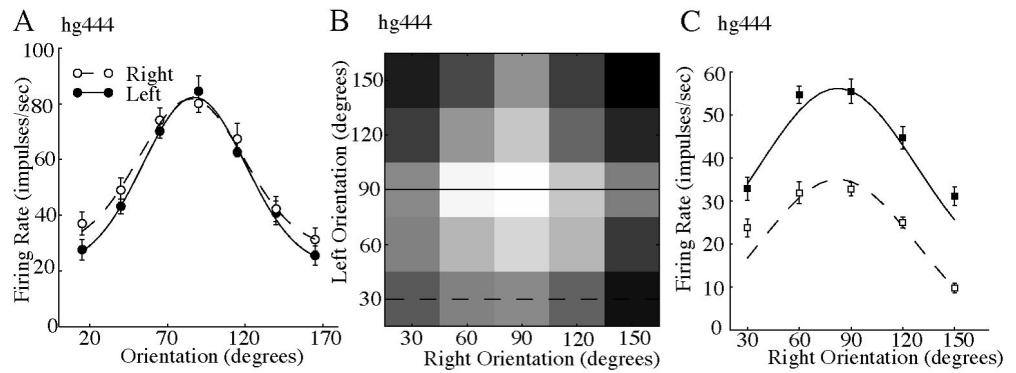 A
hg444
Firing Rate (impulses/sec)
100
80
60
40
20
0
Right
Left
20 70 120 170
Orientation (degrees)
B
hg444
Left Orientation (degrees)
150
120
90
60
30
30 60 90 120 150
Right Orientation (degrees)
C
hg444
Firing Rate (impulses/sec)
60
50
40
30
20
10
0
30 60 90 120 150
Right Orientation (degrees)